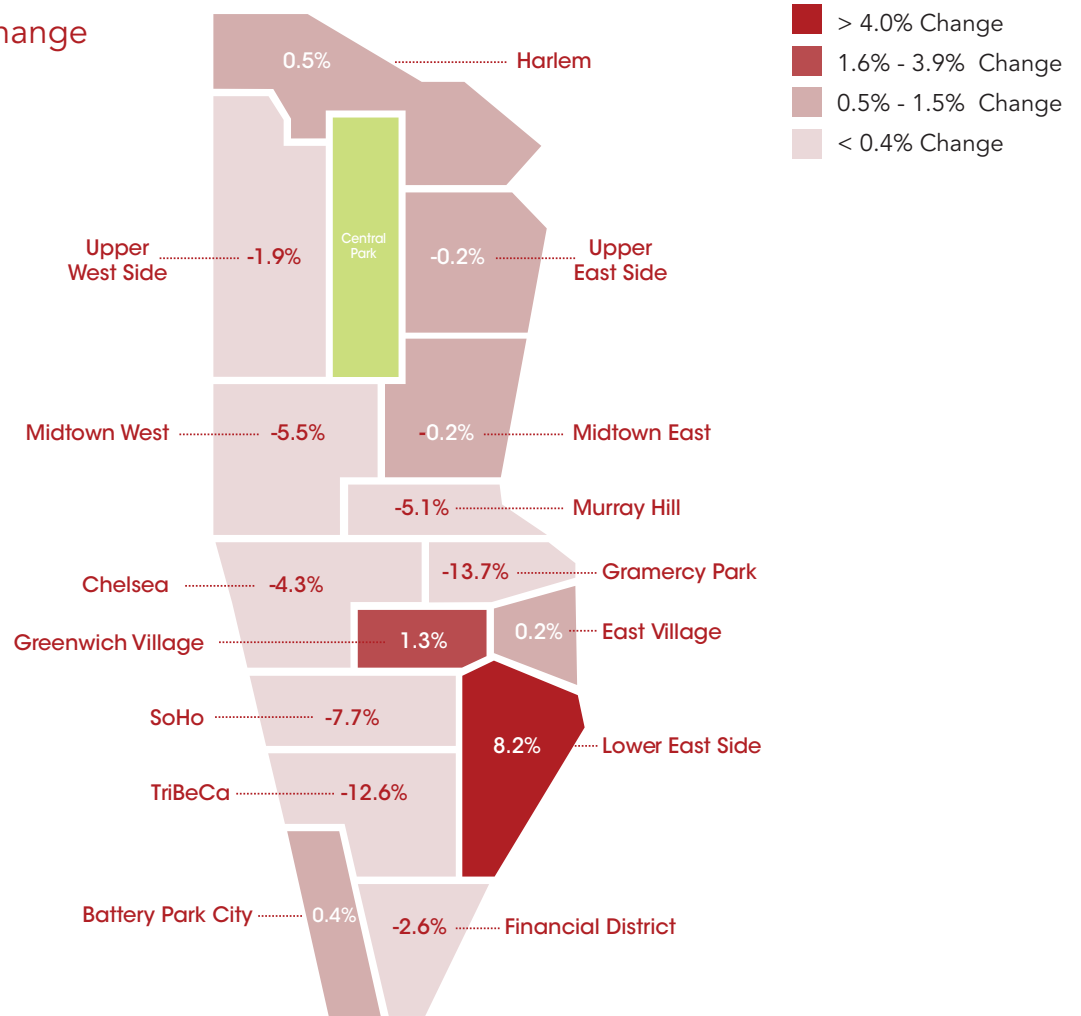 hange
> 4.0% Change
1.6% - 3.9% Change
0.5% - 1.5% Change
< 0.4% Change
0.5%
Harlem
Central
Park
Upper
West Side
-1.9%
-0.2%
Upper
East Side
Midtown West
-5.5%
-0.2%
Midtown East
-5.1%
Murray Hill
Chelsea
-4.3%
-13.7%
Gramercy Park
Greenwich Village
1.3%
0.2%
East Village
SoHo
-7.7%
8.2%
Lower East Side
TriBeCa
-12.6%
Battery Park City
0.4%
-2.6%
Financial District